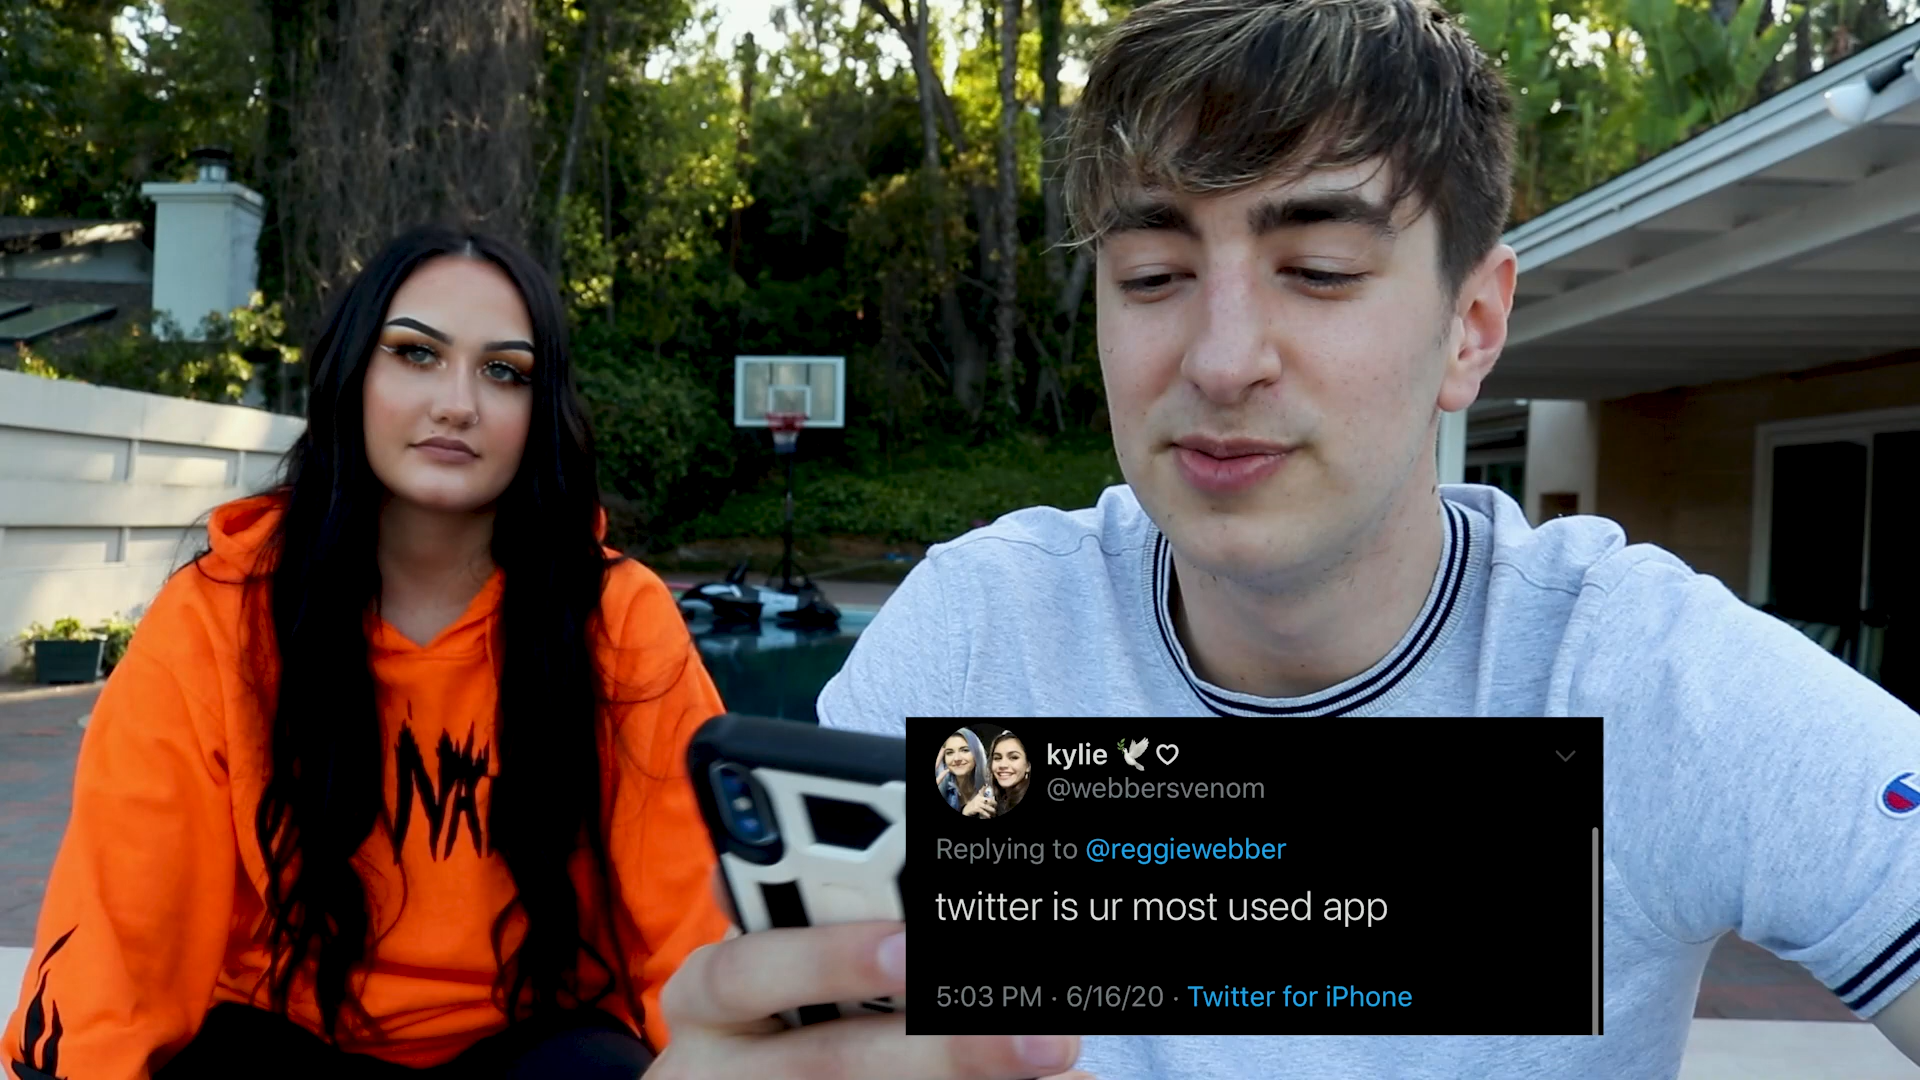 kylie 🕊♡
@webbersvenom
Replying to @reggiewebber
twitter is ur most used app
5:03 PM · 6/16/20 · Twitter for iPhone
NA